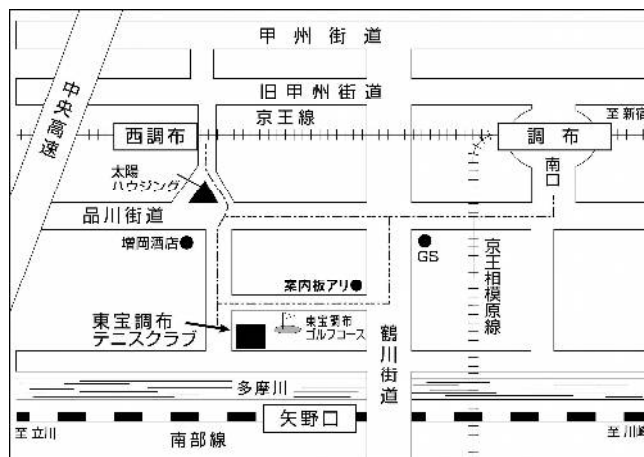 甲州街道
旧甲州街道
中央高速
京王線
至新宿
西調布
調布
南口
太陽
ハウジング
品川街道
増岡酒店
GS
京王相模原線
案内板アリ
東宝調布
テニスクラブ
東宝調布
ゴルフコース
鶴川街道
多摩川
矢野口
至立川
南部線
至川崎